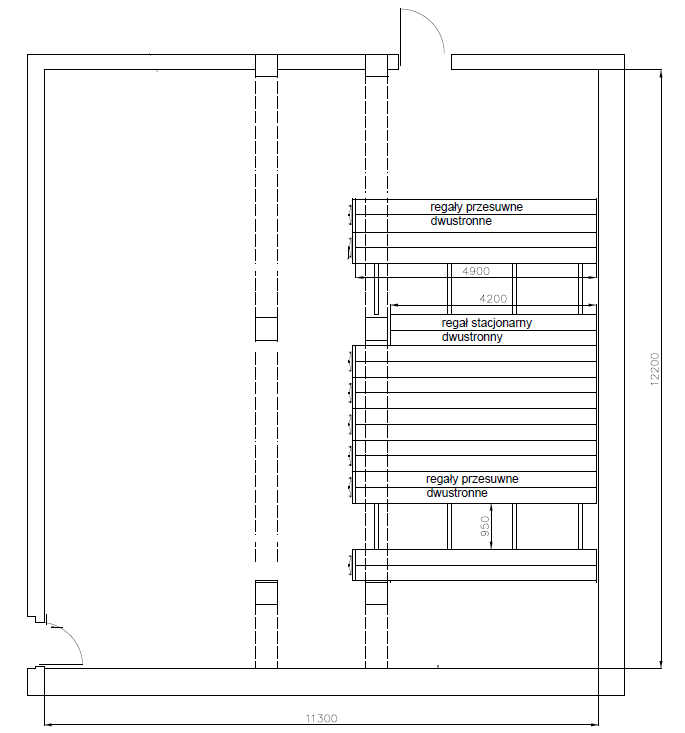 regały przesuwne
dwustronne
4900
4200
regał stacjonarny
dwustronny
12200
regały przesuwne
dwustronne
950
11300